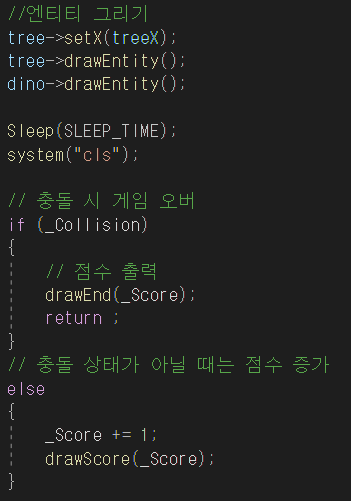 //엔티티 그리기
tree->setX(treeX);
tree->drawEntity();
dino->drawEntity();

Sleep(SLEEP_TIME);
system("cls");

// 충돌 시 게임 오버
if (_Collision)
{
    // 점수 출력
    drawEnd(_Score);
    return ;
}
// 충돌 상태가 아닐 때는 점수 증가
else
{
    _Score += 1;
    drawScore(_Score);
}